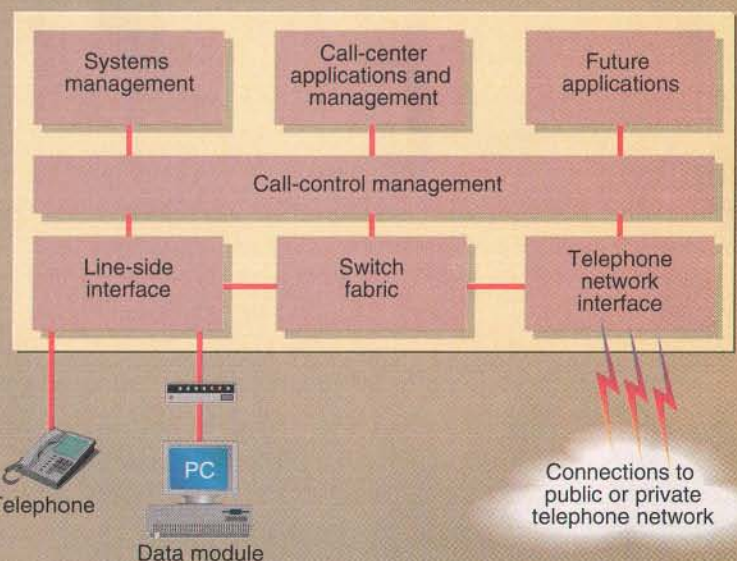 Systems
management
Call-center
applications and
management
Future
applications
Call-control management
Line-side
interface
Switch
fabric
Telephone
network
interface
PC
Telephone
Data module
Connections to
public or private
telephone network